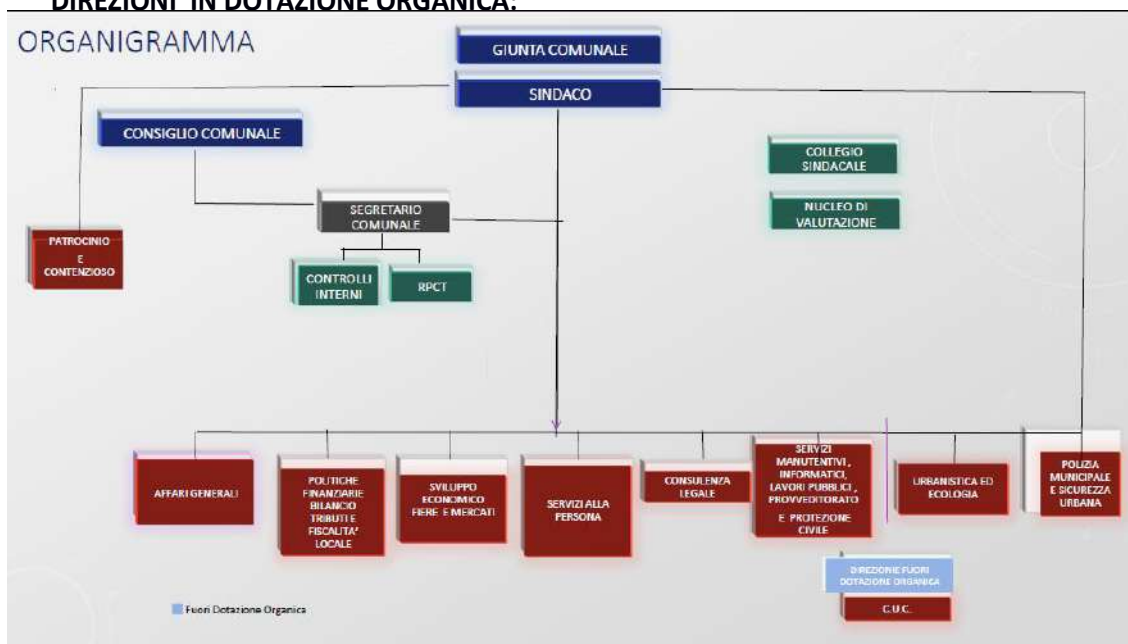 DIREZIONI IN DOTAZIONE ORGANICA:
ORGANIGRAMMA
GIUNTA COMUNALE
SINDACO
CONSIGLIO COMUNALE
COLLEGIO
SINDACALE
NUCLEO DI
VALUTAZIONE
SEGRETARIO
COMUNALE
PATROCINIO
E
CONTENZIOSO
CONTROLLI
INTERNI
RPCT
AFFARI GENERALI
POLITICHE
FINANZIARIE
BILANCIO
TRIBUTI E
FISCALITA'
LOCALE
SVILUPPO
ECONOMICO
FIERE E MERCATI
SERVIZI ALLA
PERSONA
CONSULENZA
LEGALE
SERVIZI
MANUTENTIVI,
INFORMATICI,
LAVORI PUBBLICI,
PROVVEDITORATO
E PROTEZIONE
CIVILE
URBANISTICA ED
ECOLOGIA
POLIZIA
MUNICIPALE
E SICUREZZA
URBANA
DIREZIONE FUORI
DOTAZIONE ORGANICA
C.U.C.
Fuori Dotazione Organica